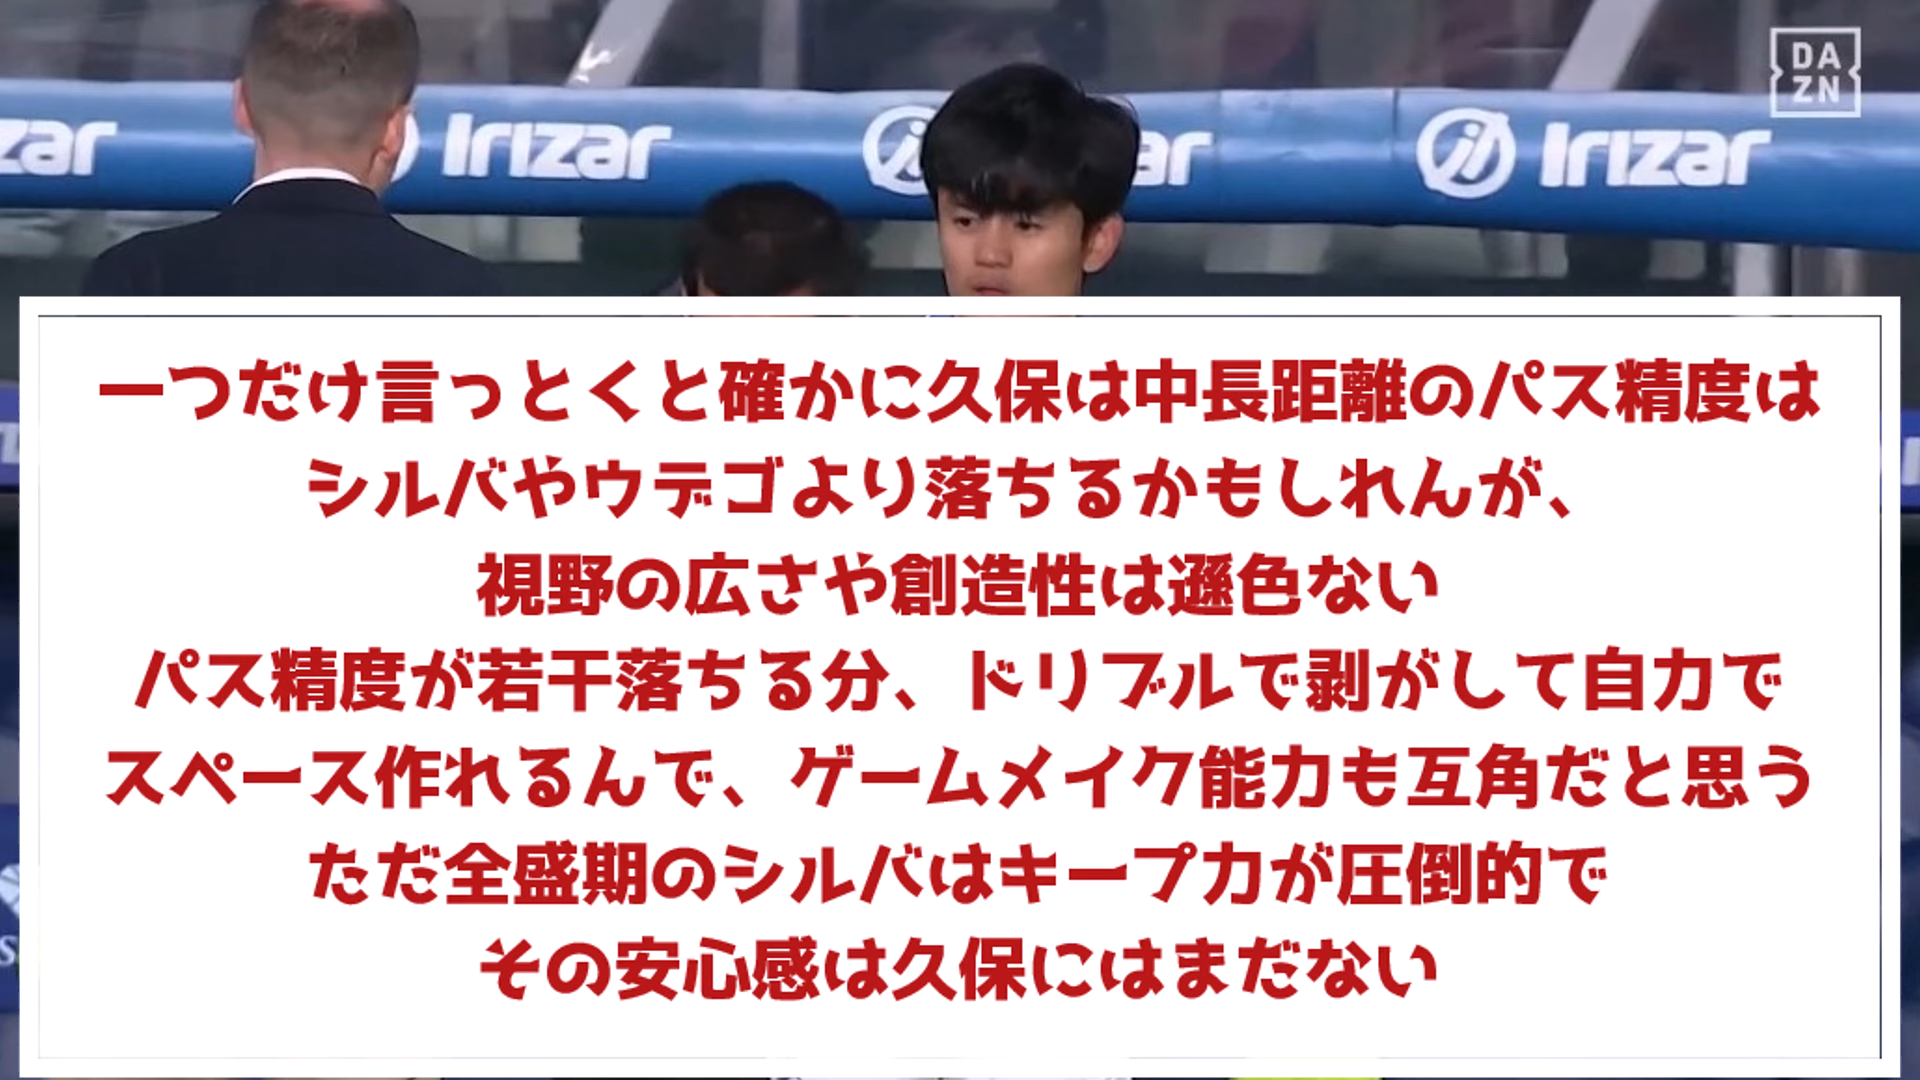 DA
ZN
zar
Irizar
ar
Irizar
一つだけ言っとくと確かに久保は中長距離のパス精度は
シルバやウデゴより落ちるかもしれんが、
視野の広さや創造性は遜色ない
パス精度が若干落ちる分、ドリブルで剥がして自力で
スペース作れるんで、ゲームメイク能力も互角だと思う
ただ全盛期のシルバはキープ力が圧倒的で
その安心感は久保にはまだない